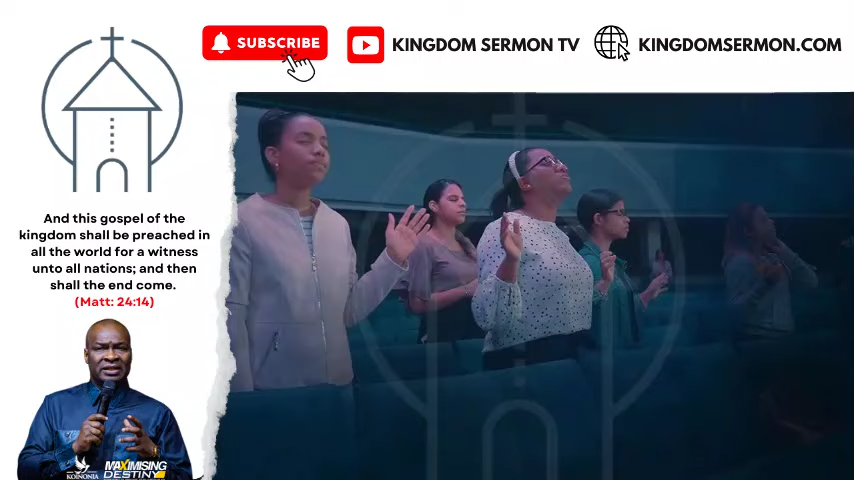 SUBSCRIBE
KINGDOM SERMON TV
KINGDOMSERMON.COM
And this gospel of the
kingdom shall be preached in
all the world for a witness
unto all nations; and then
shall the end come.
(Matt: 24:14)
KOINONIA
MAXIMISING
DESTINY